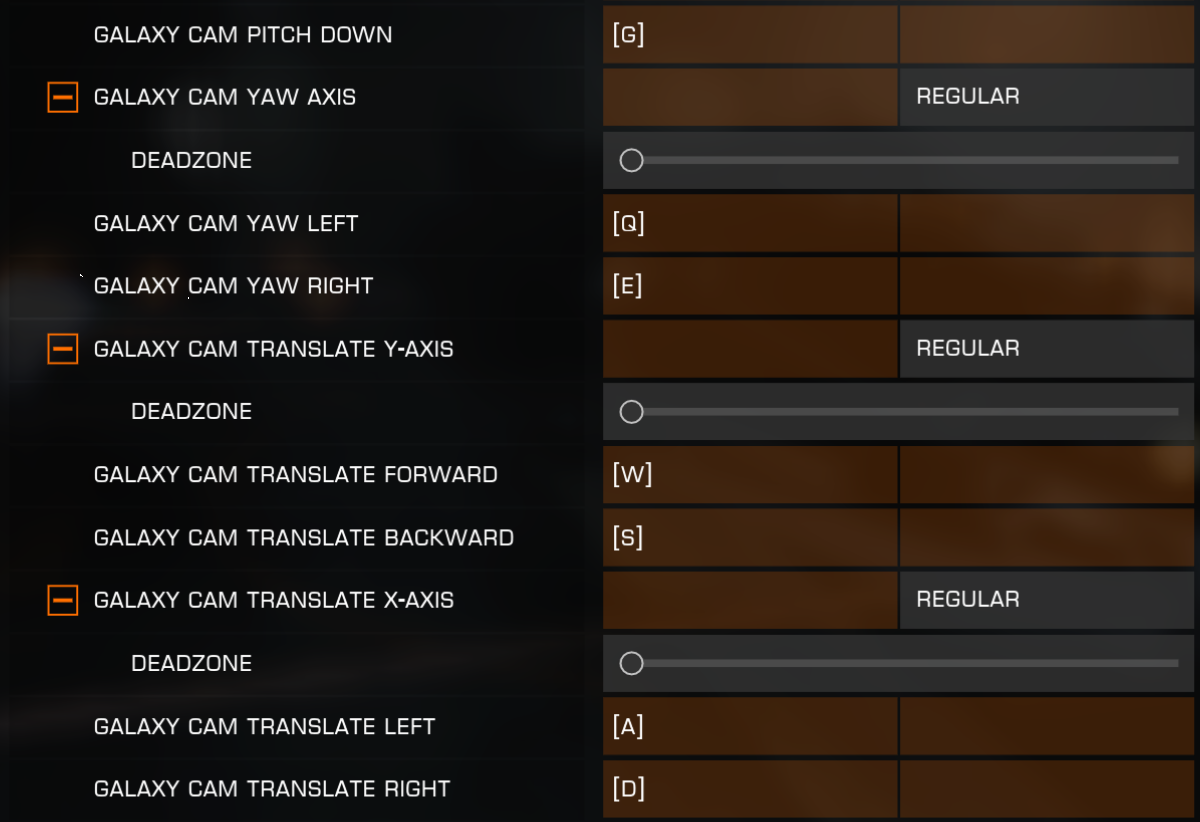 GALAXY CAM PITCH DOWN [G]
GALAXY CAM YAW AXIS REGULAR
DEADZONE
GALAXY CAM YAW LEFT [Q]
GALAXY CAM YAW RIGHT [E]
GALAXY CAM TRANSLATE Y-AXIS REGULAR
DEADZONE
GALAXY CAM TRANSLATE FORWARD [W]
GALAXY CAM TRANSLATE BACKWARD [S]
GALAXY CAM TRANSLATE X-AXIS REGULAR
DEADZONE
GALAXY CAM TRANSLATE LEFT [A]
GALAXY CAM TRANSLATE RIGHT [D]